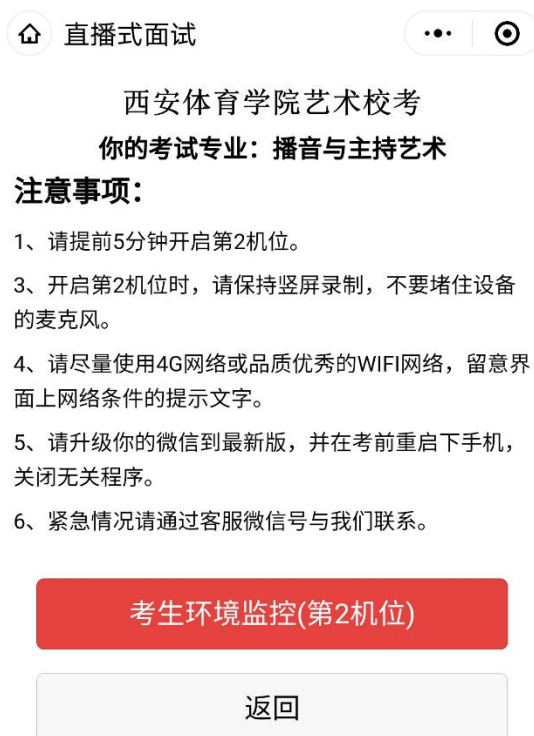 直播式面试
西安体育学院艺术校考
你的考试专业：播音与主持艺术
注意事项：
1、请提前5分钟开启第2机位。
3、开启第2机位时，请保持竖屏录制，不要堵住设备
的麦克风。
4、请尽量使用4G网络或品质优秀的WIFI网络，留意界
面上网络条件的提示文字。
5、请升级你的微信到最新版，并在考前重启下手机，
关闭无关程序。
6、紧急情况请通过客服微信号与我们联系。
考生环境监控(第2机位)
返回